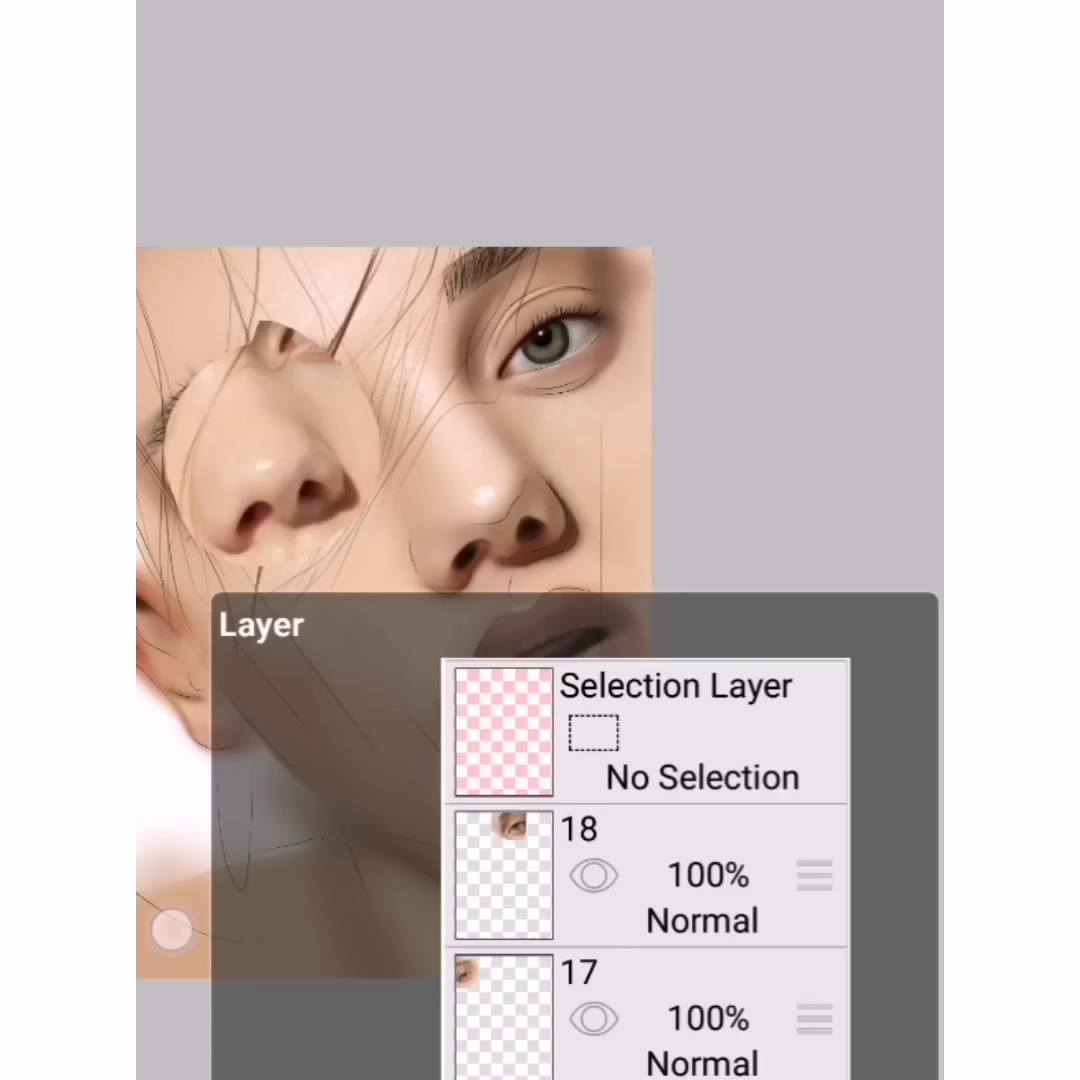 Layer
Selection Layer
No Selection
18
100%
Normal
17
100%
Normal